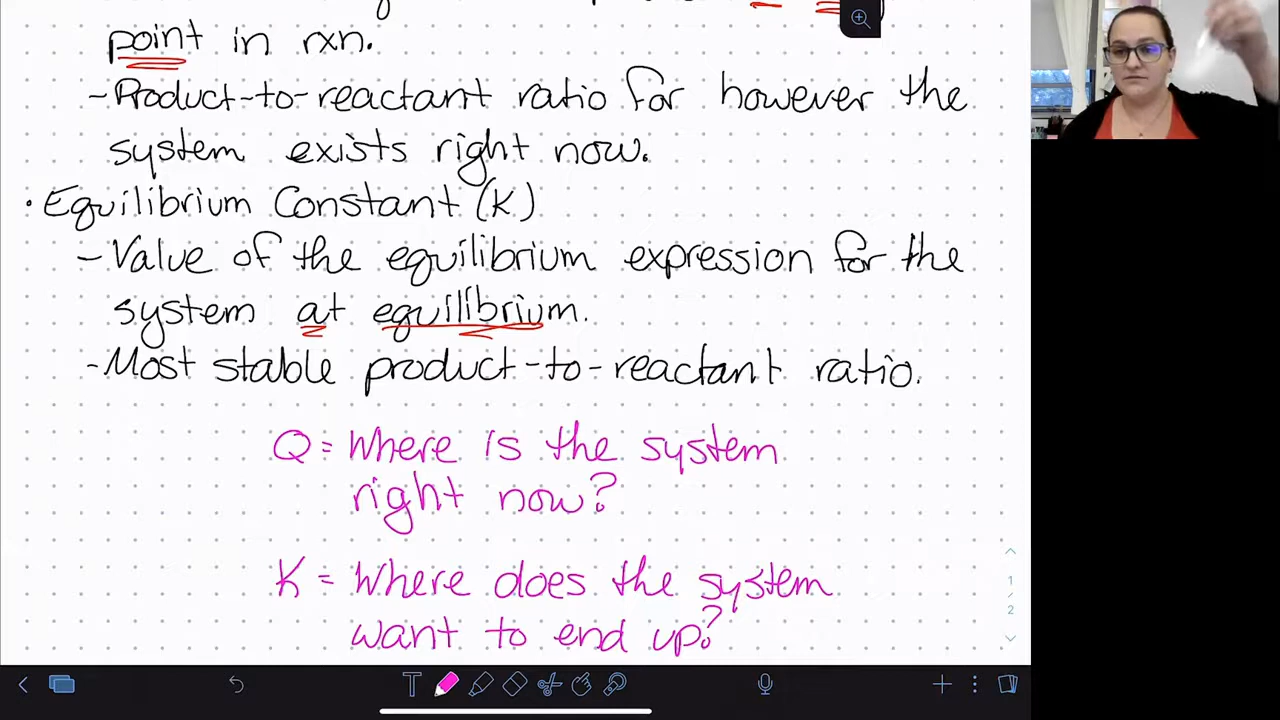 point in rxn.
-Product-to-reactant ratio for however the
system exists right now.
• Equilibrium Constant (K)
- Value of the equilibrium expression for the
system at equilibrium.
-Most stable product-to-reactant ratio.
Q = Where is the system
right now?
K = Where does the system
want to end up?
1
/
2
T